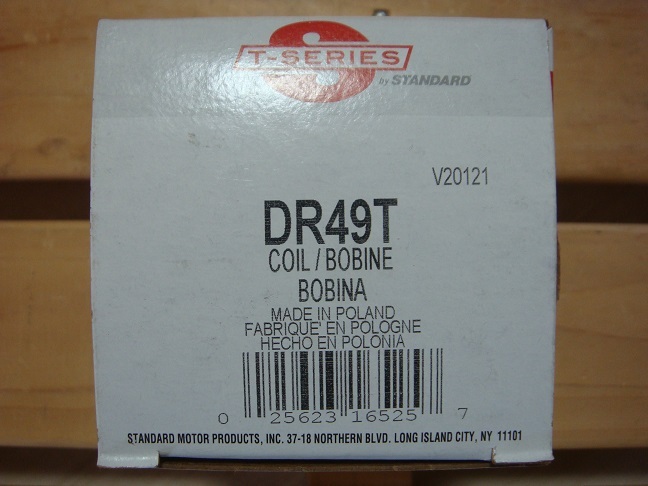 T-SERIES
by STANDARD
V20121
DR49T
COIL / BOBINE
BOBINA
MADE IN POLAND
FABRIQUE' EN POLOGNE
HECHO EN POLONIA
0 25623 16525 7
STANDARD MOTOR PRODUCTS, INC. 37-18 NORTHERN BLVD. LONG ISLAND CITY, NY 11101